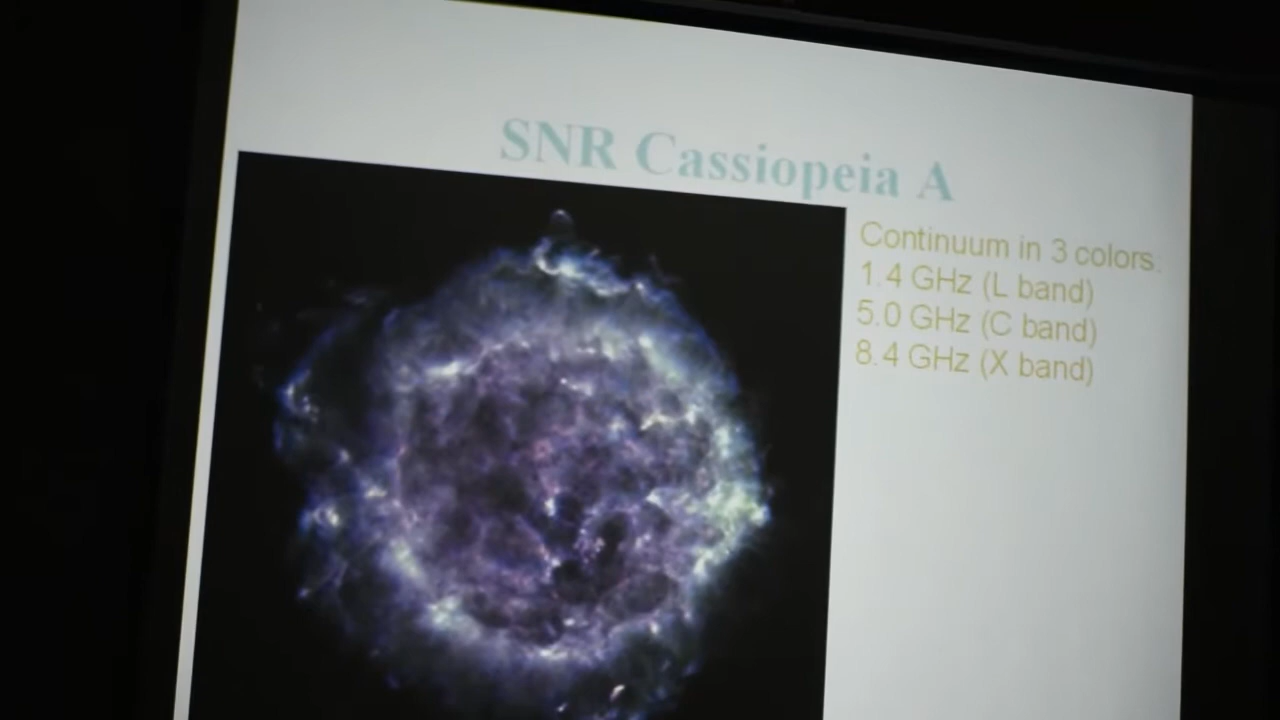 SNR Cassiopeia A
Continuum in 3 colors.
1.4 GHz (L band)
5.0 GHz (C band)
8.4 GHz (X band)